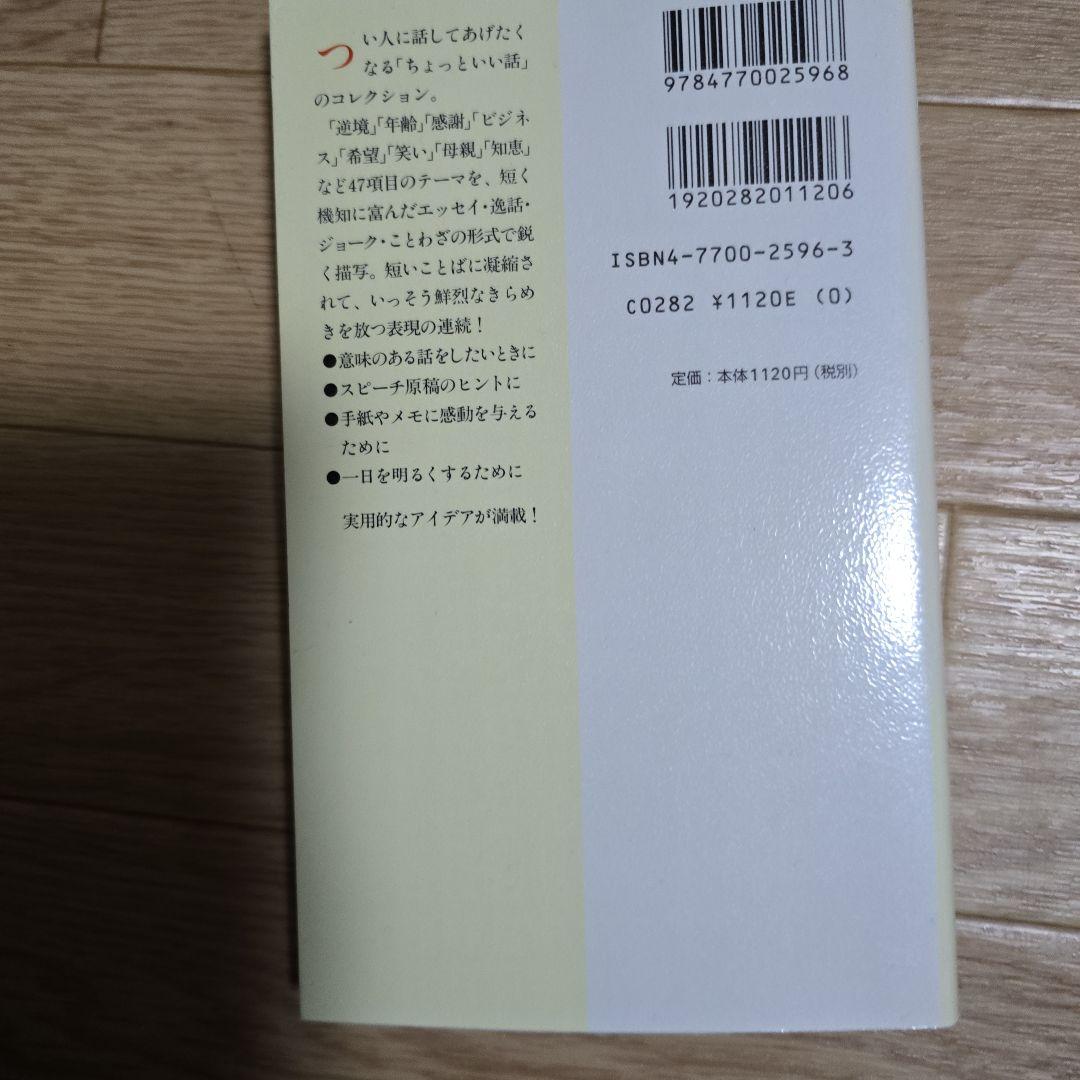 つい人に話してあげたく
なる「ちょっといい話」
のコレクション。
「逆境」「年齢」「感謝」「ビジネ
ス」「希望」「笑い」「母親」「知恵」
など47項目のテーマを、短く
機知に富んだエッセイ・逸話・
ジョーク・ことわざの形式で鋭
く描写。短いことばに凝縮さ
れて、いっそう鮮烈なきらめ
きを放つ表現の連続！
●意味のある話をしたいときに
●スピーチ原稿のヒントに
●手紙やメモに感動を与える
ために
●一日を明るくするために
実用的なアイデアが満載！
9784770025968
1920282011206
ISBN4-7700-2596-3
C0282 ¥1120E (0)
定価：本体1120円（税別）